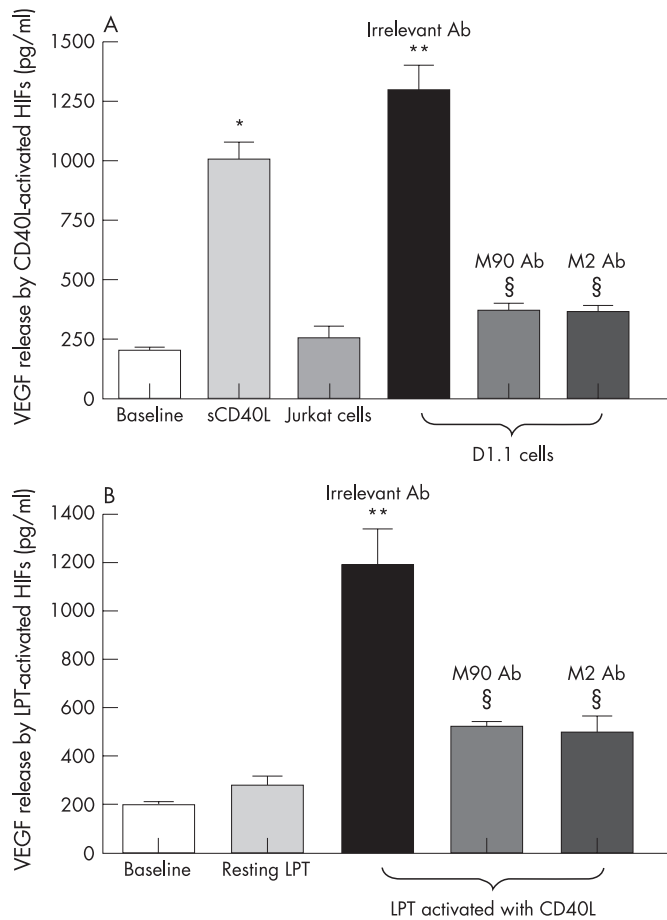 A
VEGF release by CD40L-activated HIFs (pg/ml)
1500
1250
1000
750
500
250
0
*
Irrelevant Ab
**
M90 Ab
§
M2 Ab
§
Baseline
sCD40L
Jurkat cells
D1.1 cells
B
VEGF release by LPT-activated HIFs (pg/ml)
1400
1200
1000
800
600
400
200
0
Irrelevant Ab
**
M90 Ab
§
M2 Ab
§
Baseline
Resting LPT
LPT activated with CD40L